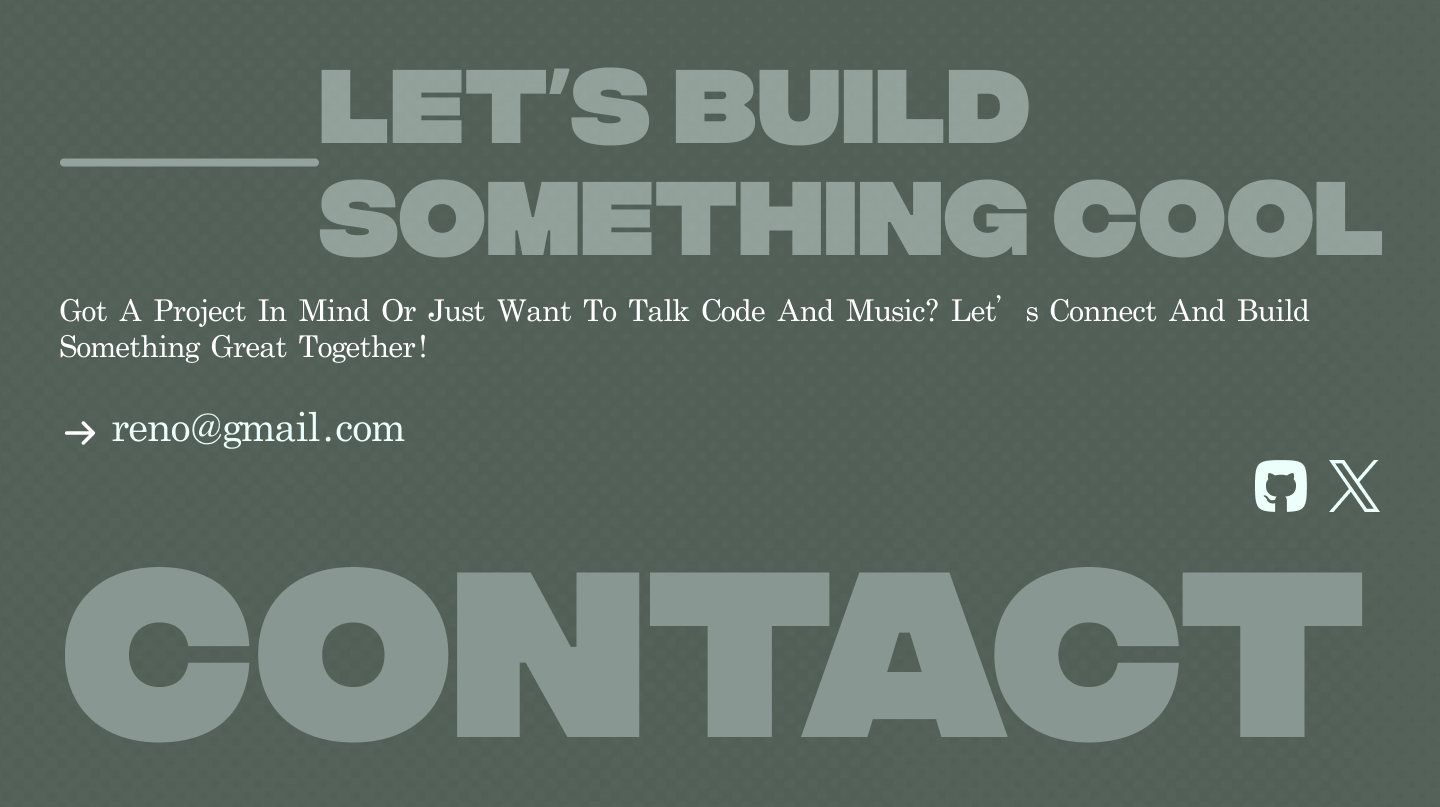 LET’S BUILD
SOMETHING COOL
Got A Project In Mind Or Just Want To Talk Code And Music? Let’s Connect And Build
Something Great Together!
→ reno@gmail.com
CONTACT